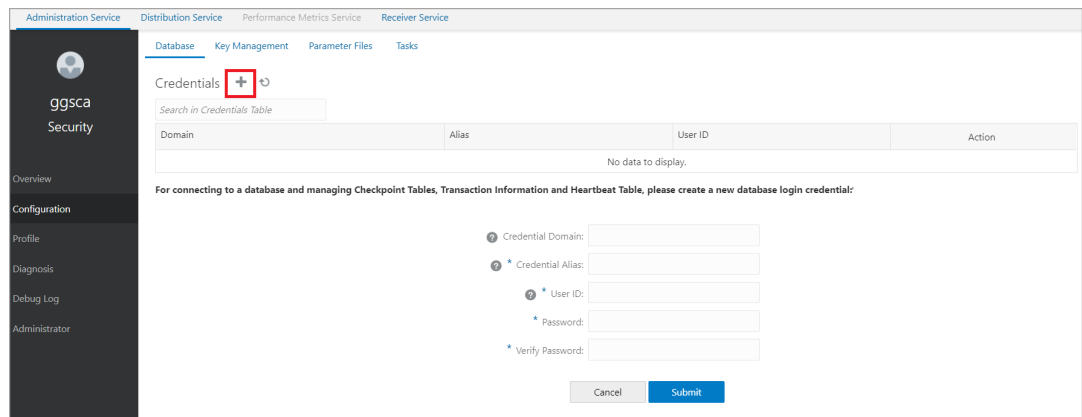 Administration Service Distribution Service Performance Metrics Service Receiver Service
Database Key Management Parameter Files Tasks
ggsca
Security
Overview
Configuration
Profile
Diagnosis
Debug Log
Administrator
Credentials
Search in Credentials Table
Domain Alias User ID Action
No data to display.
For connecting to a database and managing Checkpoint Tables, Transaction Information and Heartbeat Table, please create a new database login credential:
? Credential Domain:
? * Credential Alias:
? * User ID:
* Password:
* Verify Password:
Cancel Submit